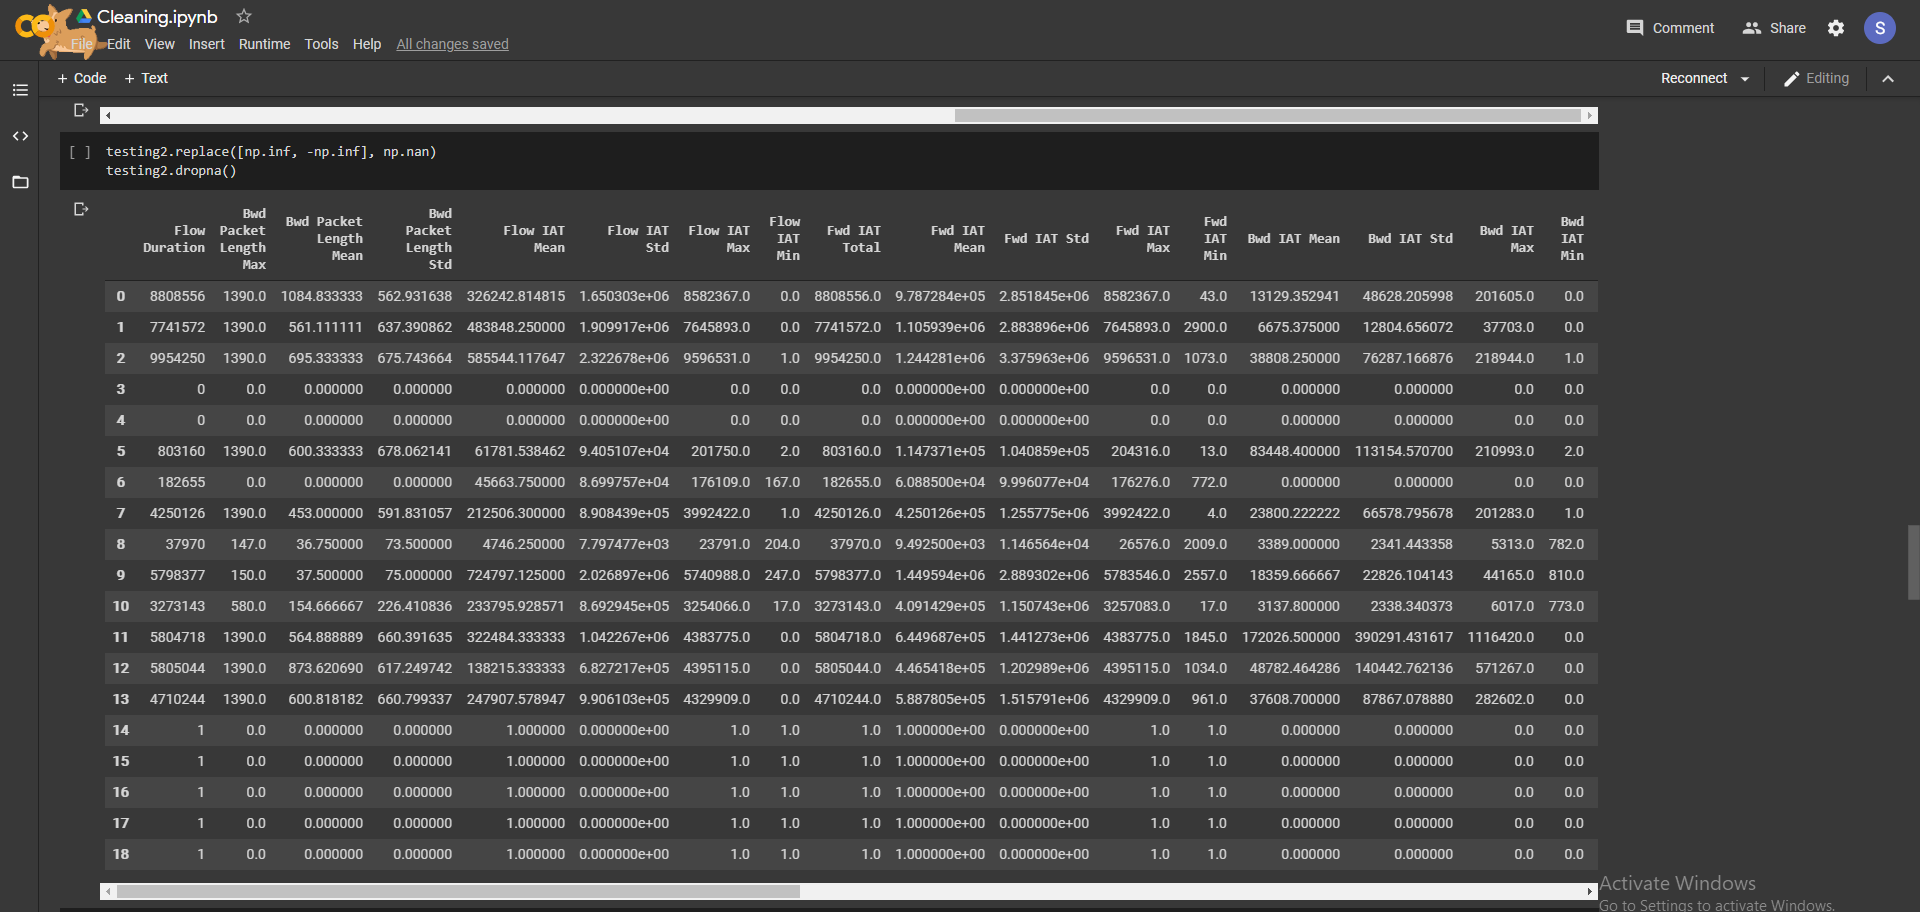 Cleaning.ipynb
File Edit View Insert Runtime Tools Help All changes saved
Comment Share S
+ Code + Text
Reconnect Editing
[ ] testing2.replace([np.inf, -np.inf], np.nan)
testing2.dropna()
Flow Duration Bwd Packet Length Max Bwd Packet Length Mean Bwd Packet Length Std Flow IAT Mean Flow IAT Std Flow IAT Max Flow IAT Min Fwd IAT Total Fwd IAT Mean Fwd IAT Std Fwd IAT Max Fwd IAT Min Bwd IAT Mean Bwd IAT Std Bwd IAT Max Bwd IAT Min
0 8808556 1390.0 1084.833333 562.931638 326242.814815 1.650303e+06 8582367.0 0.0 8808556.0 9.787284e+05 2.851845e+06 8582367.0 43.0 13129.352941 48628.205998 201605.0 0.0
1 7741572 1390.0 561.111111 637.390862 483848.250000 1.909917e+06 7645893.0 0.0 7741572.0 1.105939e+06 2.883896e+06 7645893.0 2900.0 6675.375000 12804.656072 37703.0 0.0
2 9954250 1390.0 695.333333 675.743664 585544.117647 2.322678e+06 9596531.0 1.0 9954250.0 1.244281e+06 3.375963e+06 9596531.0 1073.0 38808.250000 76287.166876 218944.0 1.0
3 0 0.0 0.000000 0.000000 0.000000 0.000000e+00 0.0 0.0 0.0 0.000000e+00 0.000000e+00 0.0 0.0 0.000000 0.000000 0.0 0.0
4 0 0.0 0.000000 0.000000 0.000000 0.000000e+00 0.0 0.0 0.0 0.000000e+00 0.000000e+00 0.0 0.0 0.000000 0.000000 0.0 0.0
5 803160 1390.0 600.333333 678.062141 61781.538462 9.405107e+04 201750.0 2.0 803160.0 1.147371e+05 1.040859e+05 204316.0 13.0 83448.400000 113154.570700 210993.0 2.0
6 182655 0.0 0.000000 0.000000 45663.750000 8.699757e+04 176109.0 167.0 182655.0 6.088500e+04 9.996077e+04 176276.0 772.0 0.000000 0.000000 0.0 0.0
7 4250126 1390.0 453.000000 591.831057 212506.300000 8.908439e+05 3992422.0 1.0 4250126.0 4.250126e+05 1.255775e+06 3992422.0 4.0 23800.222222 66578.795678 201283.0 1.0
8 37970 147.0 36.750000 73.500000 4746.250000 7.797477e+03 23791.0 204.0 37970.0 9.492500e+03 1.146564e+04 26576.0 2009.0 3389.000000 2341.443358 5313.0 782.0
9 5798377 150.0 37.500000 75.000000 724797.125000 2.026897e+06 5740988.0 247.0 5798377.0 1.449594e+06 2.889302e+06 5783546.0 2557.0 18359.666667 22826.104143 44165.0 810.0
10 3273143 580.0 154.666667 226.410836 233795.928571 8.692945e+05 3254066.0 17.0 3273143.0 4.091429e+05 1.150743e+06 3257083.0 17.0 3137.800000 2338.340373 6017.0 773.0
11 5804718 1390.0 564.888889 660.391635 322484.333333 1.042267e+06 4383775.0 0.0 5804718.0 6.449687e+05 1.441273e+06 4383775.0 1845.0 172026.500000 390291.431617 1116420.0 0.0
12 5805044 1390.0 873.620690 617.249742 138215.333333 6.827217e+05 4395115.0 0.0 5805044.0 4.465418e+05 1.202989e+06 4395115.0 1034.0 48782.464286 140442.762136 571267.0 0.0
13 4710244 1390.0 600.818182 660.799337 247907.578947 9.906103e+05 4329909.0 0.0 4710244.0 5.887805e+05 1.515791e+06 4329909.0 961.0 37608.700000 87867.078880 282602.0 0.0
14 1 0.0 0.000000 0.000000 1.000000 0.000000e+00 1.0 1.0 1.0 1.000000e+00 0.000000e+00 1.0 1.0 0.000000 0.000000 0.0 0.0
15 1 0.0 0.000000 0.000000 1.000000 0.000000e+00 1.0 1.0 1.0 1.000000e+00 0.000000e+00 1.0 1.0 0.000000 0.000000 0.0 0.0
16 1 0.0 0.000000 0.000000 1.000000 0.000000e+00 1.0 1.0 1.0 1.000000e+00 0.000000e+00 1.0 1.0 0.000000 0.000000 0.0 0.0
17 1 0.0 0.000000 0.000000 1.000000 0.000000e+00 1.0 1.0 1.0 1.000000e+00 0.000000e+00 1.0 1.0 0.000000 0.000000 0.0 0.0
18 1 0.0 0.000000 0.000000 1.000000 0.000000e+00 1.0 1.0 1.0 1.000000e+00 0.000000e+00 1.0 1.0 0.000000 0.000000 0.0 0.0
Activate Windows
Go to Settings to activate Windows.